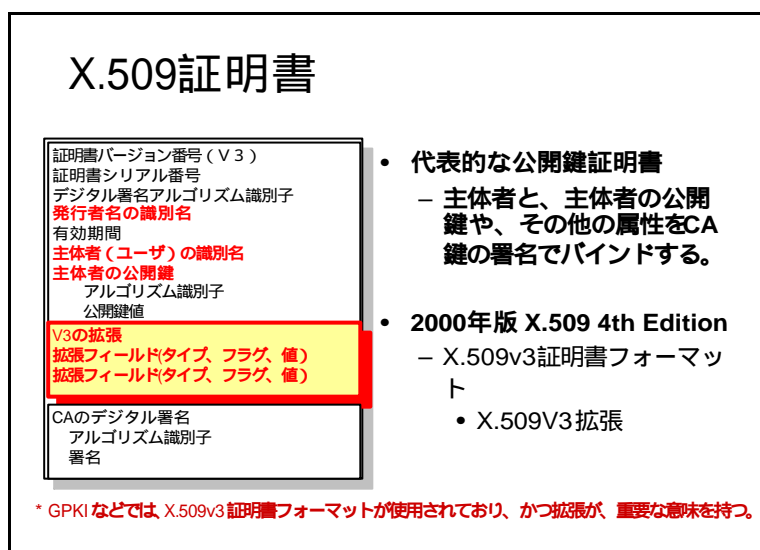 X.509証明書
証明書バージョン番号(V3)
証明書シリアル番号
デジタル署名アルゴリズム識別子
発行者名の識別名
有効期間
主体者(ユーザ)の識別名
主体者の公開鍵
アルゴリズム識別子
公開鍵値
V3の拡張
拡張フィールド(タイプ、フラグ、値)
拡張フィールド(タイプ、フラグ、値)
CAのデジタル署名
アルゴリズム識別子
署名
• 代表的な公開鍵証明書
– 主体者と、主体者の公開
鍵や、その他の属性をCA
鍵の署名でバインドする。
• 2000年版 X.509 4th Edition
– X.509v3証明書フォーマッ
ト
• X.509V3拡張
* GPKIなどでは、X.509v3証明書フォーマットが使用されており、かつ拡張が、重要な意味を持つ。